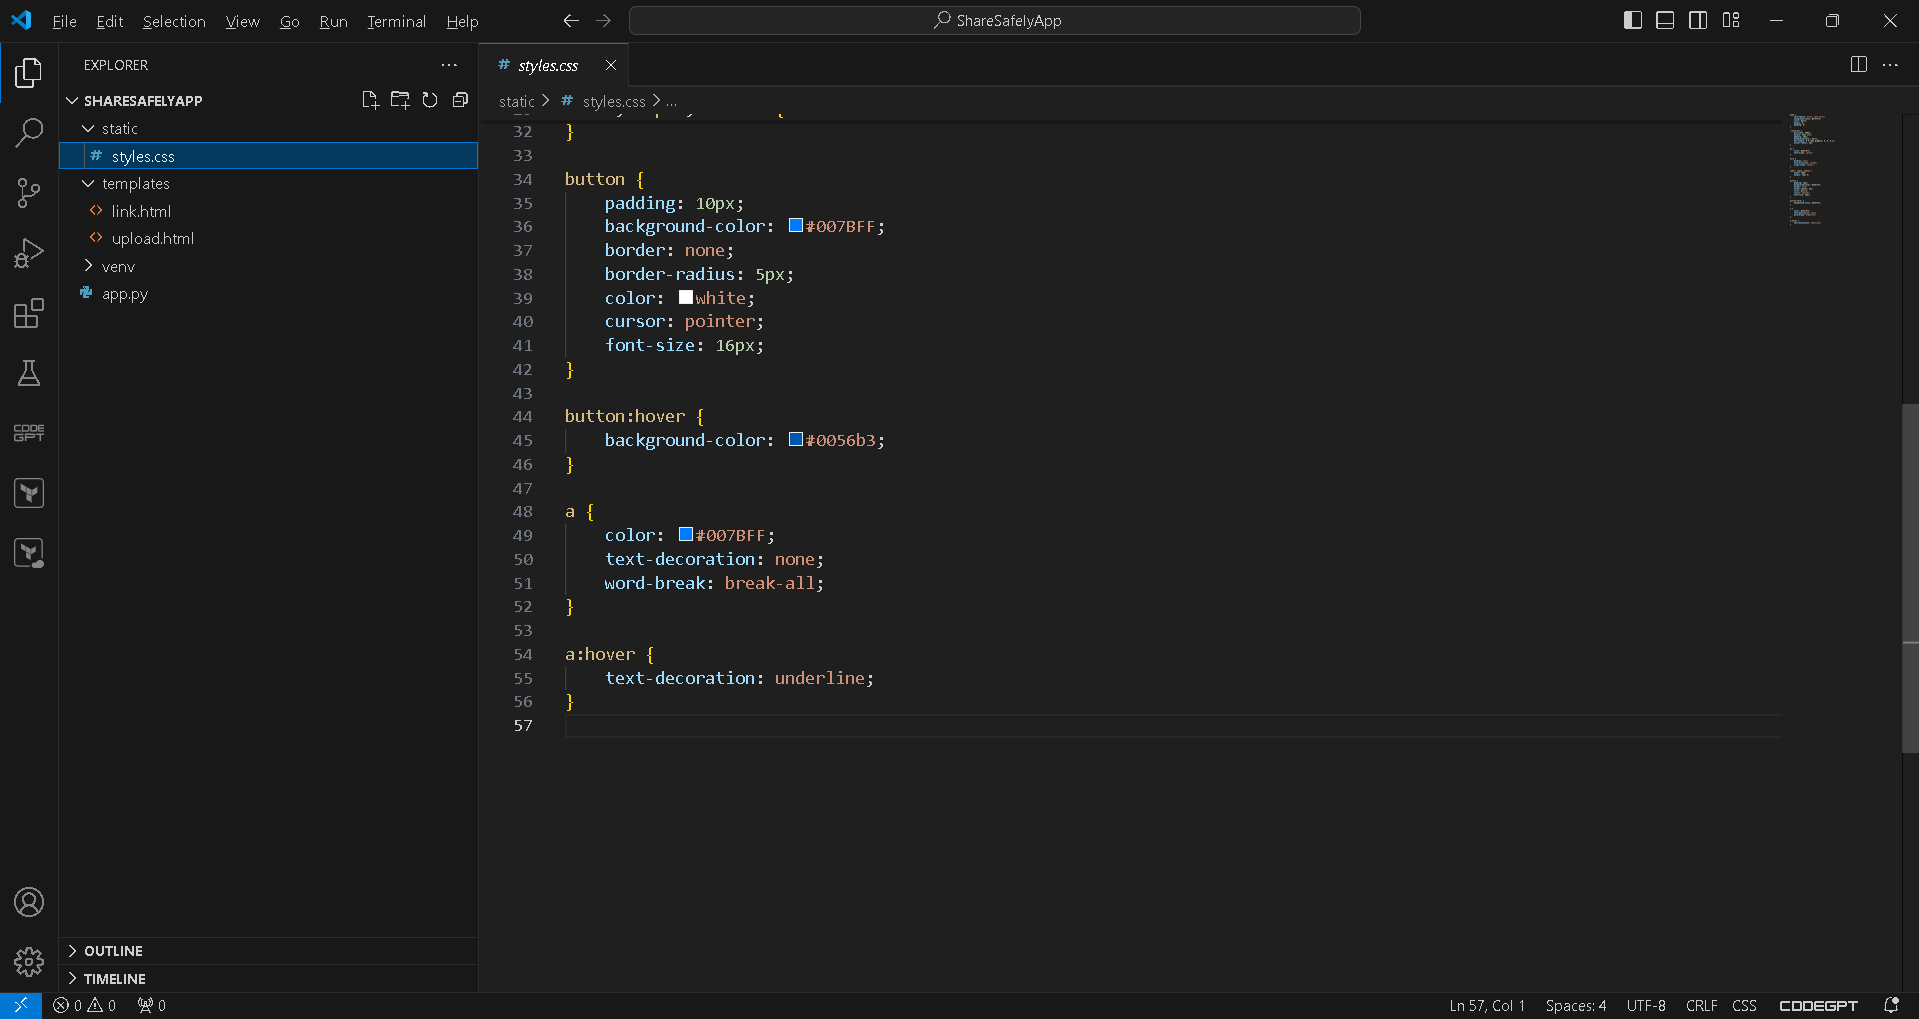 File Edit Selection View Go Run Terminal Help
ShareSafelyApp
EXPLORER
SHARESAFELYAPP
static
# styles.css
templates
<> link.html
<> upload.html
venv
app.py
CODE
GPT
OUTLINE
TIMELINE
# styles.css
static > # styles.css > ...
32 }
33
34 button {
35 padding: 10px;
36 background-color: #007BFF;
37 border: none;
38 border-radius: 5px;
39 color: white;
40 cursor: pointer;
41 font-size: 16px;
42 }
43
44 button:hover {
45 background-color: #0056b3;
46 }
47
48 a {
49 color: #007BFF;
50 text-decoration: none;
51 word-break: break-all;
52 }
53
54 a:hover {
55 text-decoration: underline;
56 }
57
0 0 0
Ln 57, Col 1 Spaces: 4 UTF-8 CRLF CSS CODEGPT